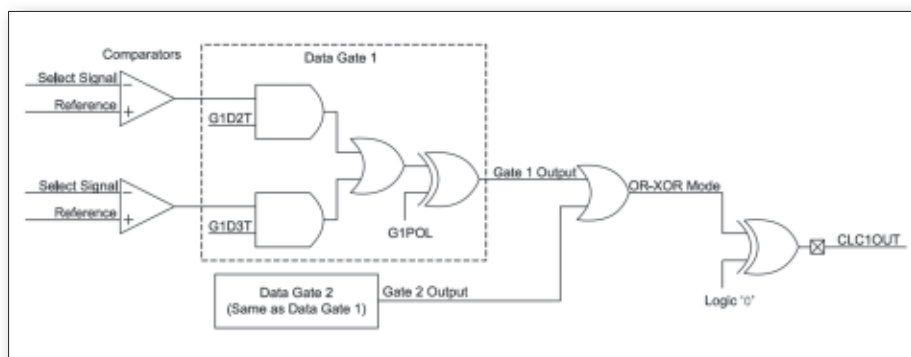 Comparators
Data Gate 1
Select Signal
Reference
G1D2T
Select Signal
Reference
G1D3T
G1POL
Gate 1 Output
OR-XOR Mode
CLC1OUT
Logic '0'
Data Gate 2
(Same as Data Gate 1)
Gate 2 Output